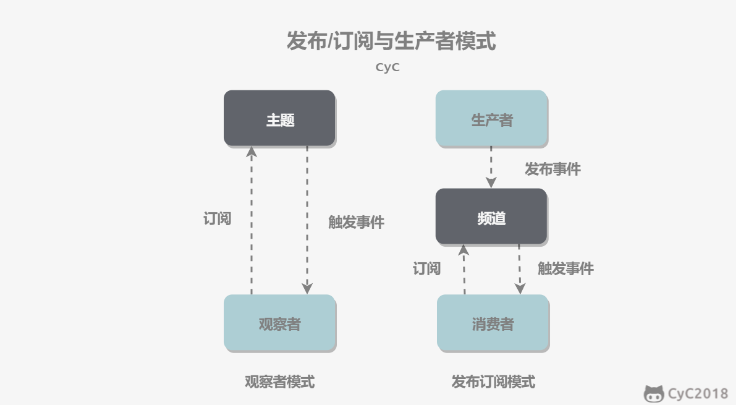 发布/订阅与生产者模式
CyC
主题
生产者
发布事件
订阅
触发事件
频道
订阅
触发事件
观察者
消费者
观察者模式
发布订阅模式
CyC2018